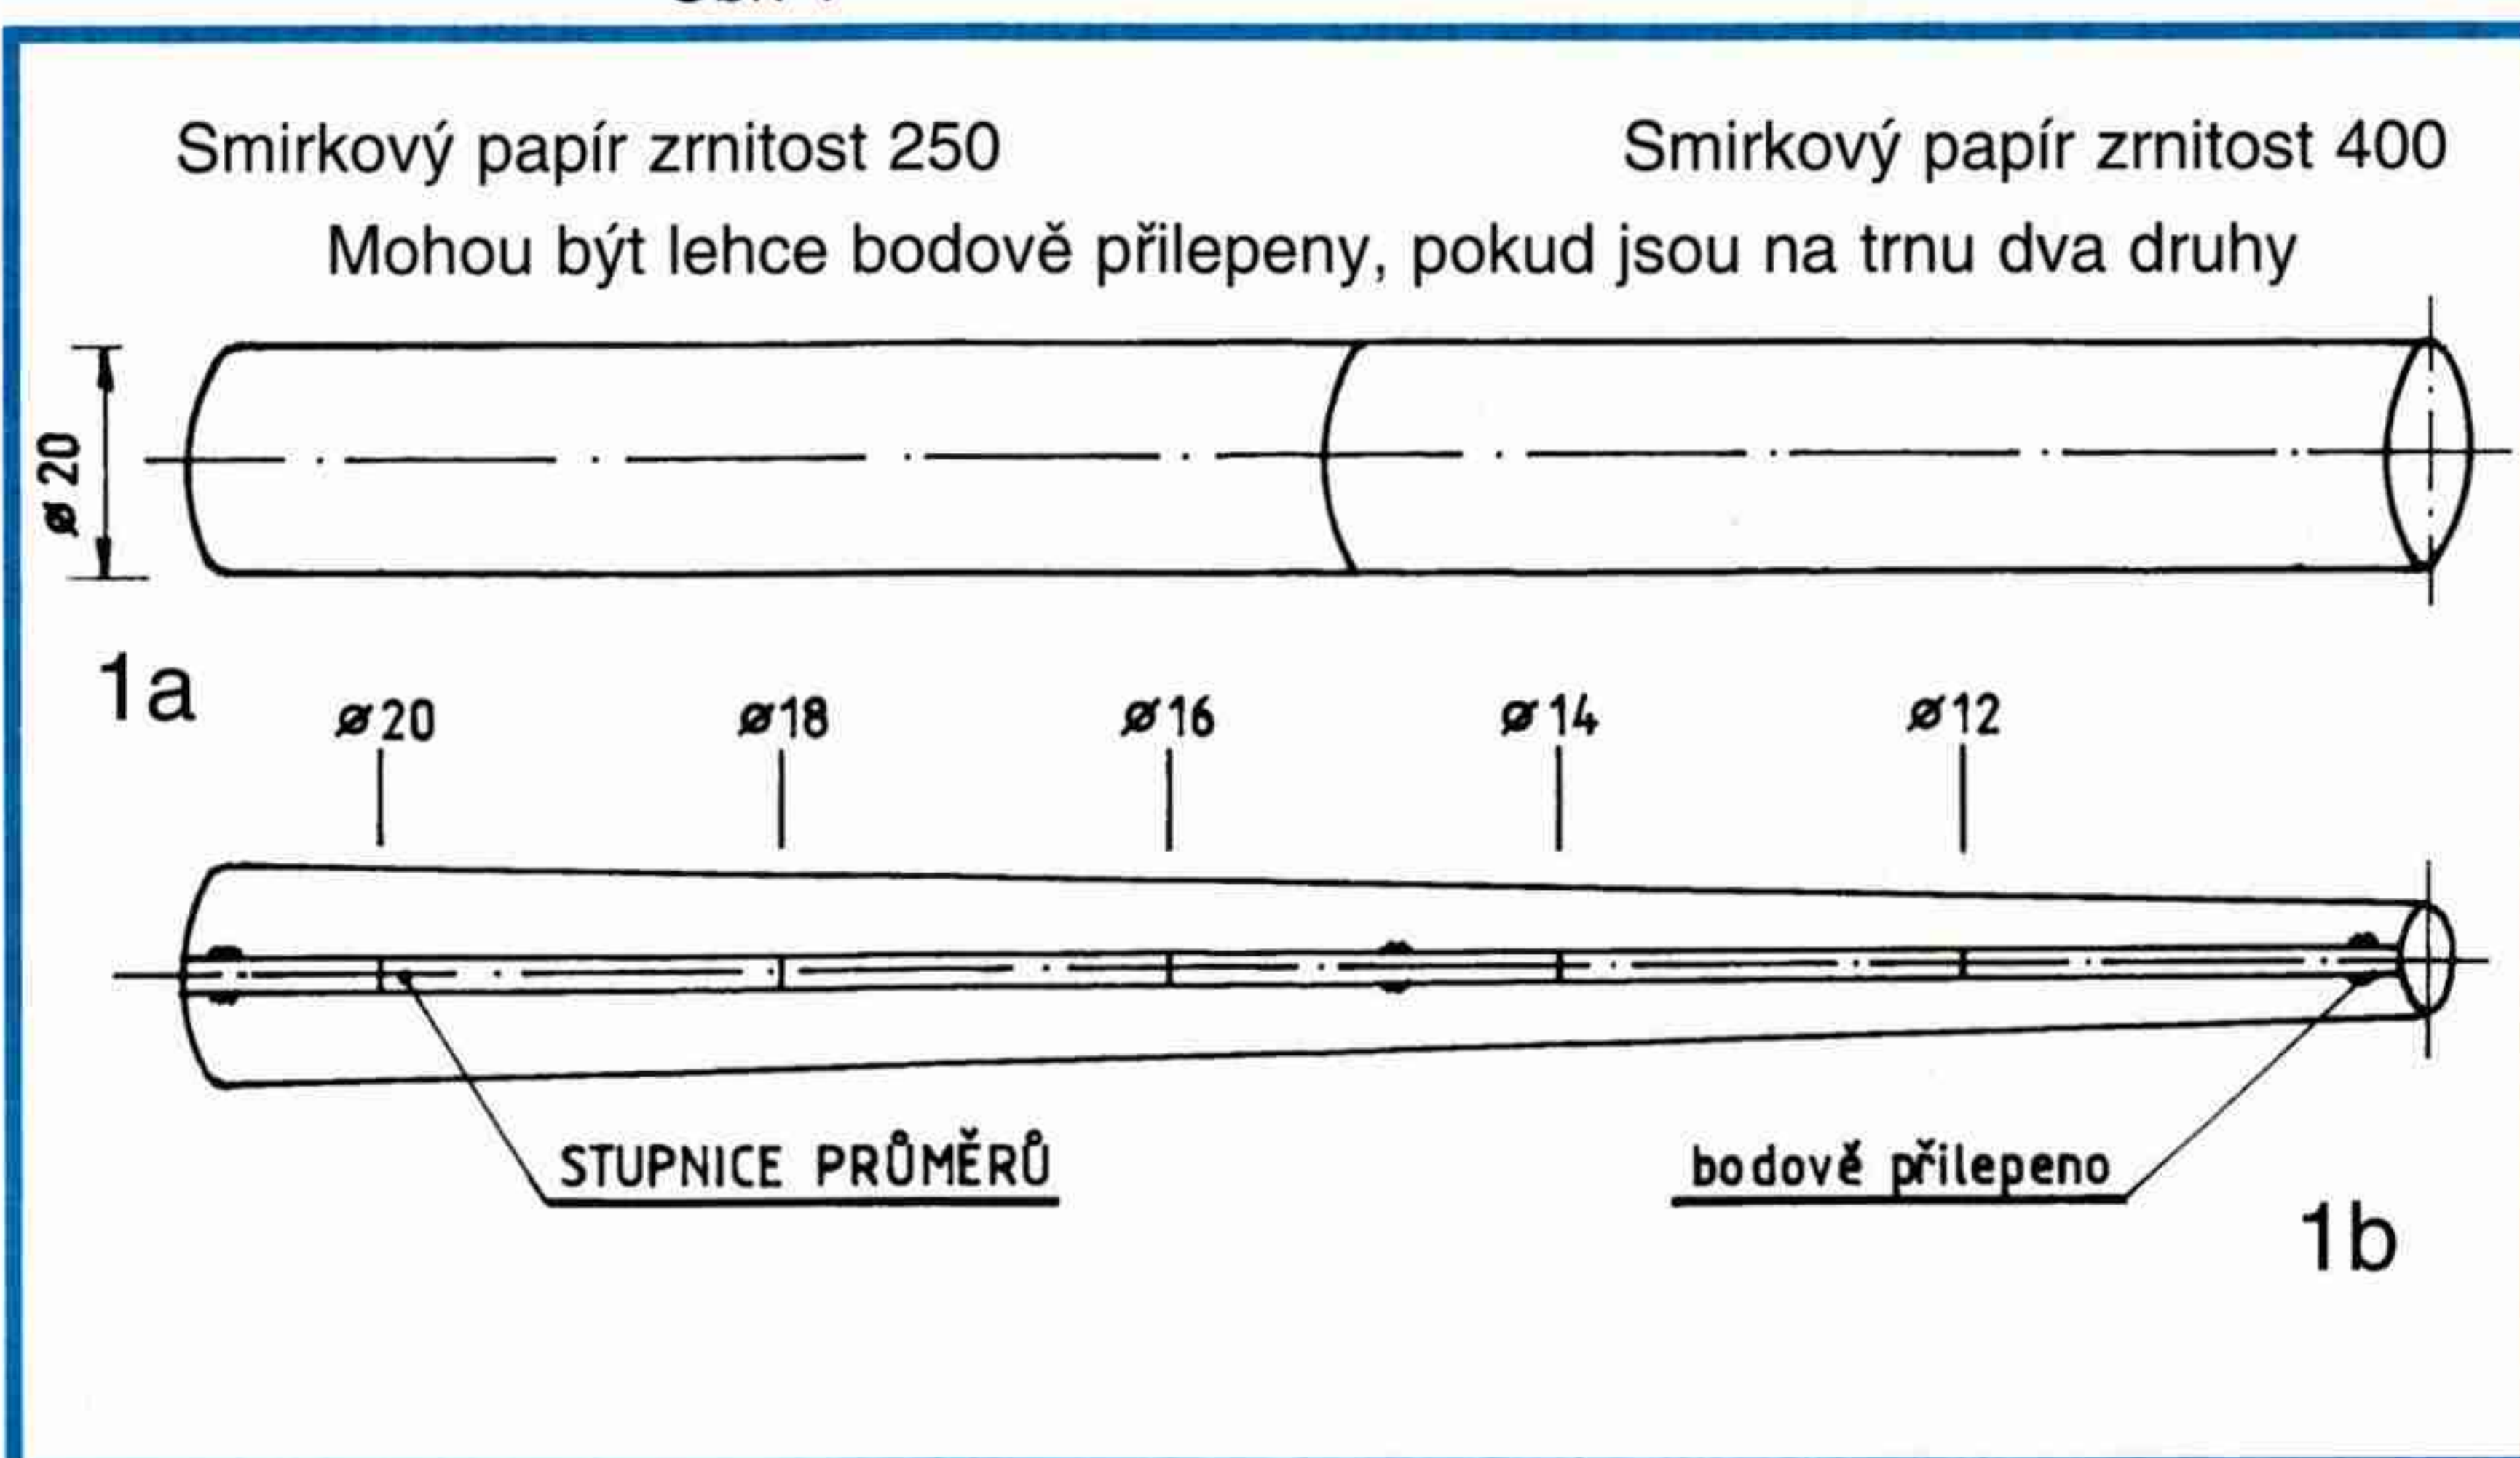 Smirkový papír zrnitost 250
Smirkový papír zrnitost 400
Mohou být lehce bodově přilepeny, pokud jsou na trnu dva druhy
ø 20
1a
ø20 ø18 ø16 ø14 ø12
STUPNICE PRŮMĚRŮ
bodově přilepeno
1b